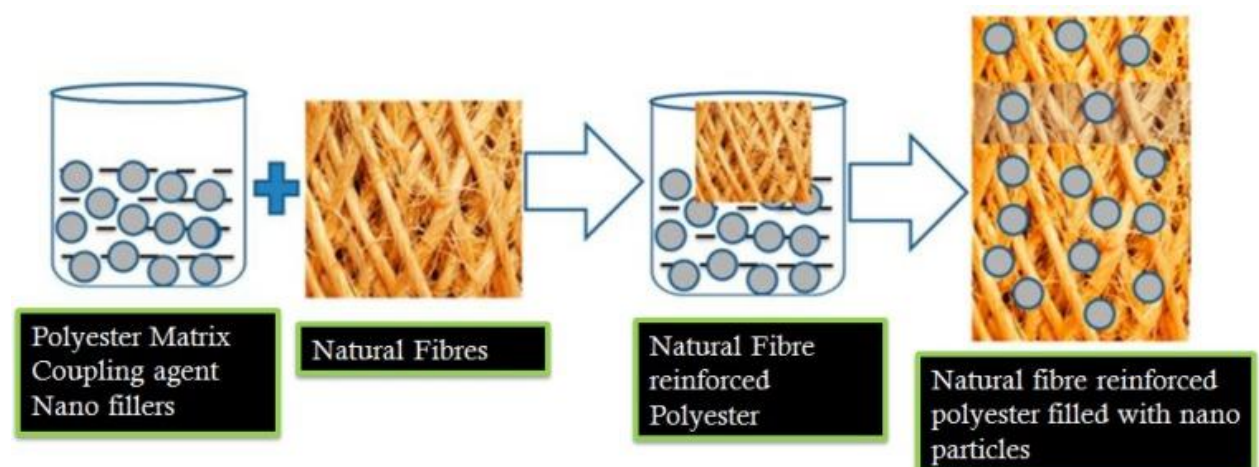 Polyester Matrix
Coupling agent
Nano fillers
Natural Fibres
Natural Fibre
reinforced
Polyester
Natural fibre reinforced
polyester filled with nano
particles